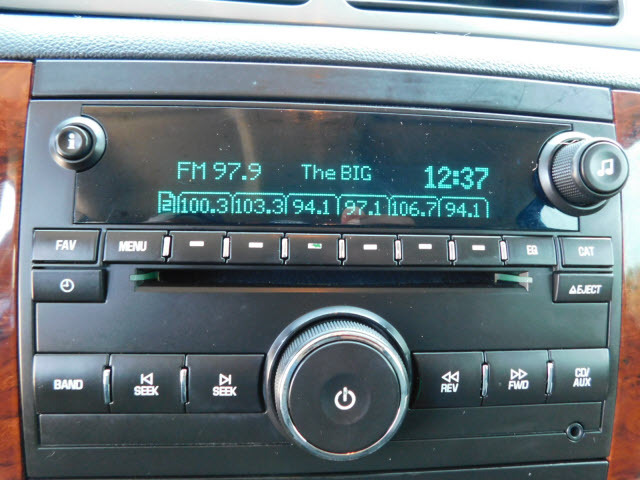 FM 97.9 The BIG 12:37
2 100.3 103.3 94.1 97.1 106.7 94.1
FAV MENU EQ CAT
EJECT
BAND SEEK SEEK REV FWD CD/AUX